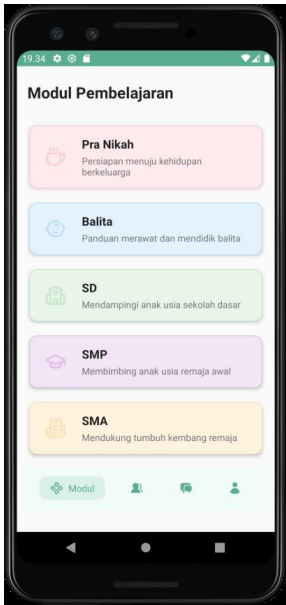 19.34
Modul Pembelajaran
Pra Nikah
Persiapan menuju kehidupan
berkeluarga
Balita
Panduan merawat dan mendidik balita
SD
Mendampingi anak usia sekolah dasar
SMP
Membimbing anak usia remaja awal
SMA
Mendukung tumbuh kembang remaja
Modul